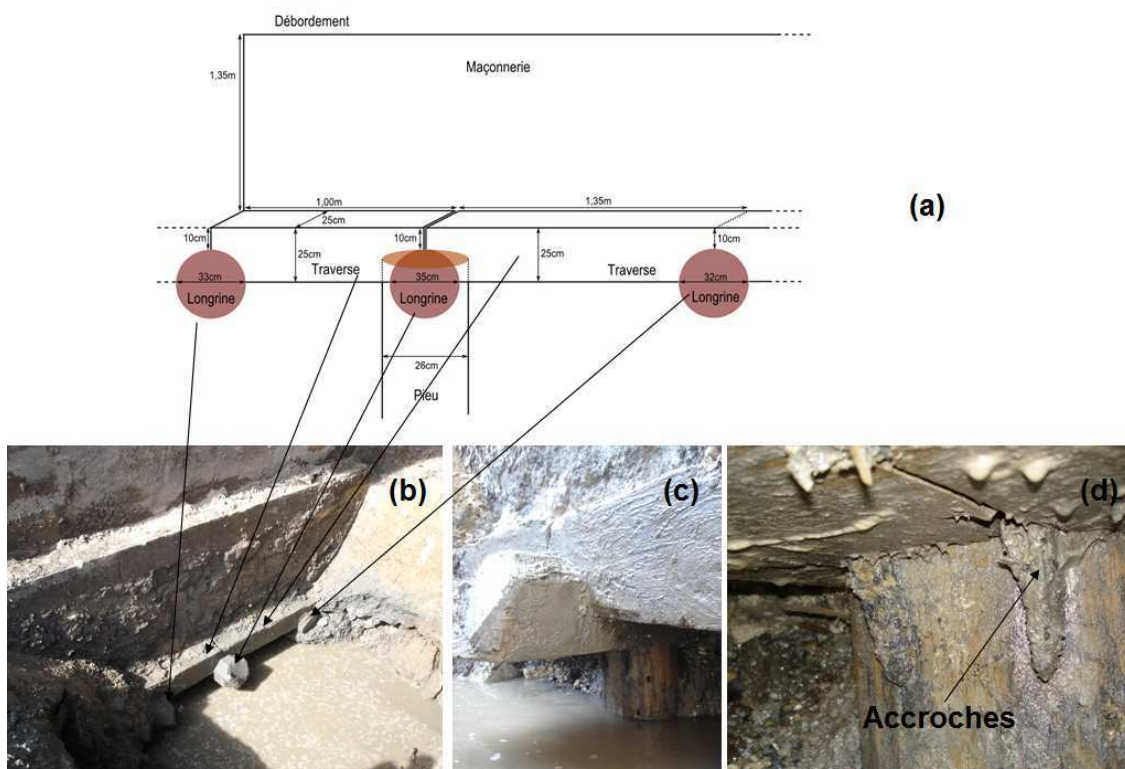 Débordement
1,35m
Maçonnerie
(a)
1,00m
1,35m
25cm
10cm
10cm
10cm
25cm
25cm
33cm
Traverse
35cm
Traverse
32cm
Longrine
Longrine
Longrine
26cm
Pieu
(b)
(c)
(d)
Accroches